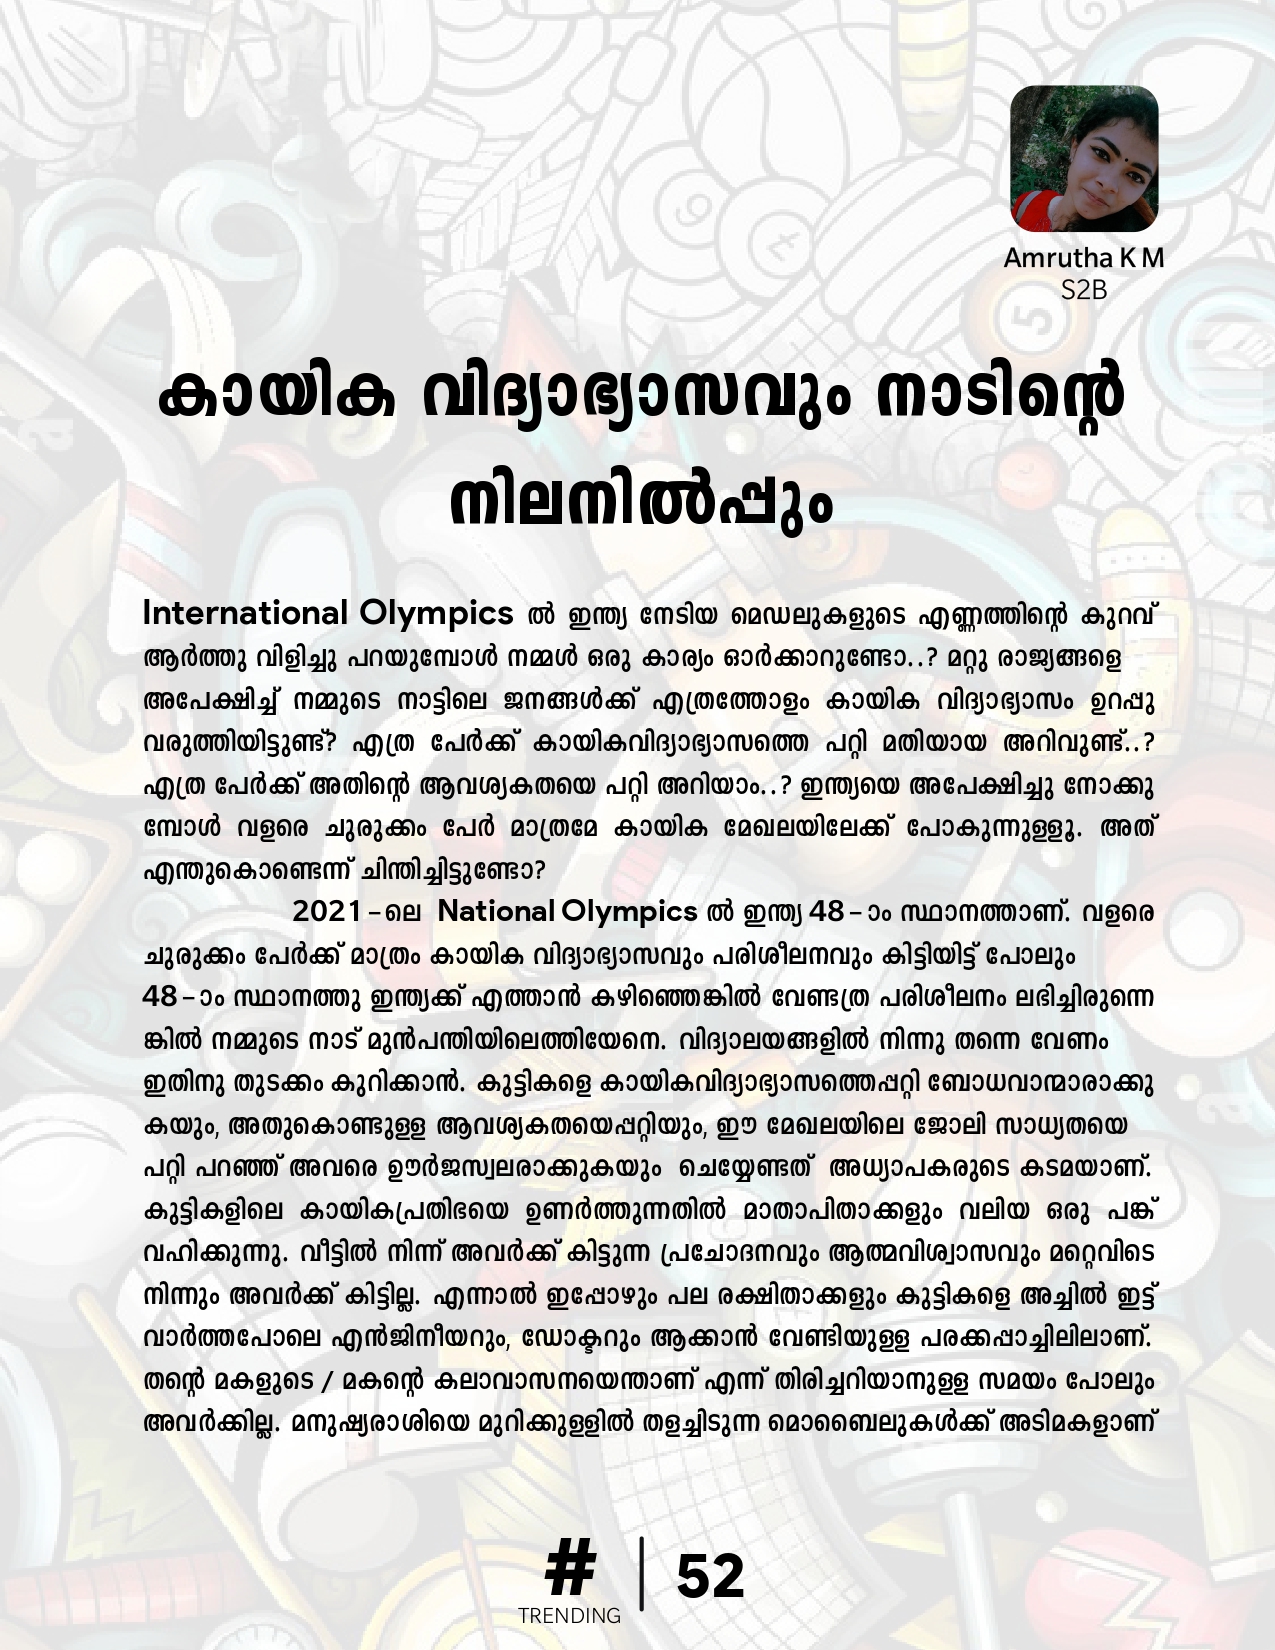 Amrutha K M
S2B
കായിക വിദ്യാഭ്യാസവും നാടിന്റെ
നിലനിൽപ്പും
International Olympics ൽ ഇന്ത്യ നേടിയ മെഡലുകളുടെ എണ്ണത്തിന്റെ കുറവ്
ആർത്തു വിളിച്ചു പറയുമ്പോൾ നമ്മൾ ഒരു കാര്യം ഓർക്കാറുണ്ടോ..? മറ്റു രാജ്യങ്ങളെ
അപേക്ഷിച്ച് നമ്മുടെ നാട്ടിലെ ജനങ്ങൾക്ക് എത്രത്തോളം കായിക വിദ്യാഭ്യാസം ഉറപ്പു
വരുത്തിയിട്ടുണ്ട്? എത്ര പേർക്ക് കായികവിദ്യാഭ്യാസത്തെ പറ്റി മതിയായ അറിവുണ്ട്..?
എത്ര പേർക്ക് അതിന്റെ ആവശ്യകതയെ പറ്റി അറിയാം..? ഇന്ത്യയെ അപേക്ഷിച്ചു നോക്കു
മ്പോൾ വളരെ ചുരുക്കം പേർ മാത്രമേ കായിക മേഖലയിലേക്ക് പോകുന്നുള്ളൂ. അത്
എന്തുകൊണ്ടെന്ന് ചിന്തിച്ചിട്ടുണ്ടോ?
2021-ലെ National Olympics ൽ ഇന്ത്യ 48-ാം സ്ഥാനത്താണ്. വളരെ
ചുരുക്കം പേർക്ക് മാത്രം കായിക വിദ്യാഭ്യാസവും പരിശീലനവും കിട്ടിയിട്ട് പോലും
48-ാം സ്ഥാനത്തു ഇന്ത്യക്ക് എത്താൻ കഴിഞ്ഞെങ്കിൽ വേണ്ടത്ര പരിശീലനം ലഭിച്ചിരുന്നെ
ങ്കിൽ നമ്മുടെ നാട് മുൻപന്തിയിലെത്തിയേനെ. വിദ്യാലയങ്ങളിൽ നിന്നു തന്നെ വേണം
ഇതിനു തുടക്കം കുറിക്കാൻ. കുട്ടികളെ കായികവിദ്യാഭ്യാസത്തെപ്പറ്റി ബോധവാന്മാരാക്കു
കയും, അതുകൊണ്ടുള്ള ആവശ്യകതയെപ്പറ്റിയും, ഈ മേഖലയിലെ ജോലി സാധ്യതയെ
പറ്റി പറഞ്ഞ് അവരെ ഊർജസ്വലരാക്കുകയും ചെയ്യേണ്ടത് അധ്യാപകരുടെ കടമയാണ്.
കുട്ടികളിലെ കായികപ്രതിഭയെ ഉണർത്തുന്നതിൽ മാതാപിതാക്കളും വലിയ ഒരു പങ്ക്
വഹിക്കുന്നു. വീട്ടിൽ നിന്ന് അവർക്ക് കിട്ടുന്ന പ്രചോദനവും ആത്മവിശ്വാസവും മറ്റെവിടെ
നിന്നും അവർക്ക് കിട്ടില്ല. എന്നാൽ ഇപ്പോഴും പല രക്ഷിതാക്കളും കുട്ടികളെ അച്ചിൽ ഇട്ട്
വാർത്തപോലെ എൻജിനീയറും, ഡോക്ടറും ആക്കാൻ വേണ്ടിയുള്ള പരക്കപ്പാച്ചിലിലാണ്.
തന്റെ മകളുടെ / മകന്റെ കലാവാസനയെന്താണ് എന്ന് തിരിച്ചറിയാനുള്ള സമയം പോലും
അവർക്കില്ല. മനുഷ്യരാശിയെ മുറിക്കുള്ളിൽ തളച്ചിടുന്ന മൊബൈലുകൾക്ക് അടിമകളാണ്
# | 52
TRENDING